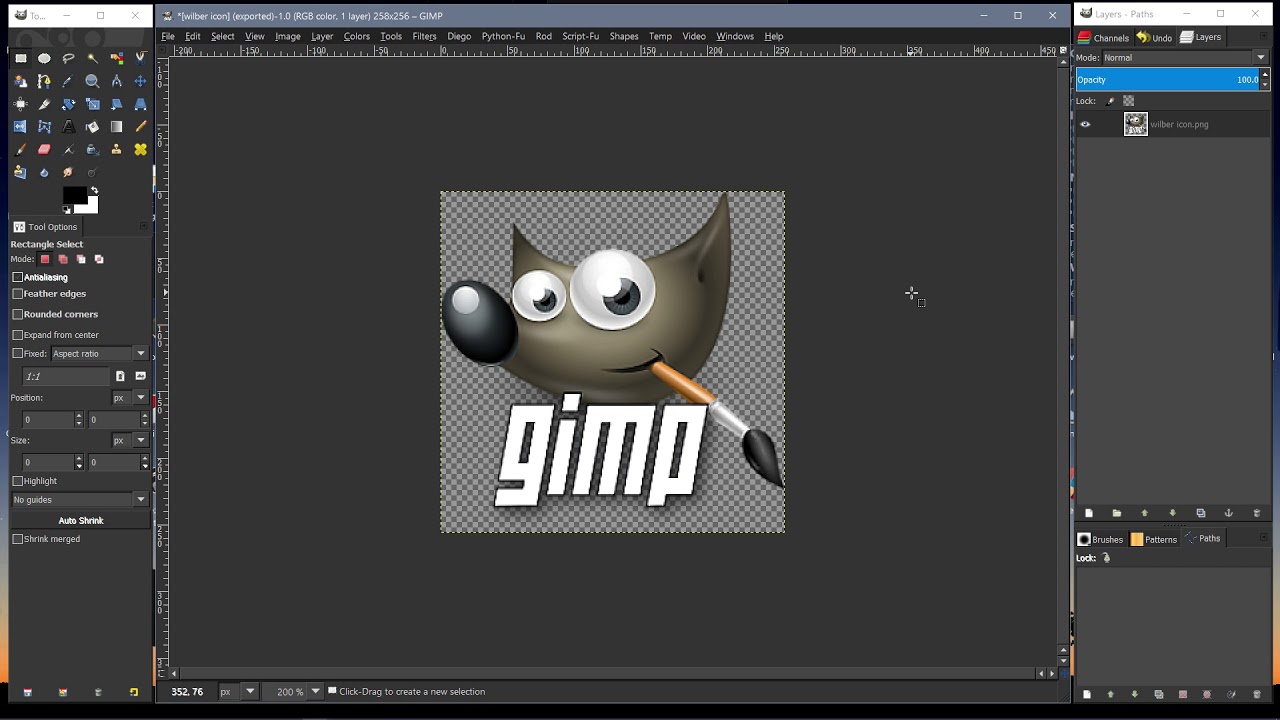 To...
*[wilber icon] (exported)-1.0 (RGB color, 1 layer) 258x256 – GIMP
Layers - Paths
File Edit Select View Image Layer Colors Tools Filters Diego Python-Fu Rod Script-Fu Shapes Temp Video Windows Help
Channels Undo Layers
-200 -150 -100 -50 0 50 100 150 200 250 300 350 400 450
Mode: Normal
Opacity 100.0
Lock:
wilber icon.png
Tool Options
Rectangle Select
Mode:
Antialiasing
Feather edges
Rounded corners
Expand from center
Fixed: Aspect ratio
1:1
Position: px
0 0
Size: px
0 0
Highlight
No guides
Auto Shrink
Shrink merged
gimp
Brushes Patterns Paths
Lock:
352.76 px 200 % Click-Drag to create a new selection